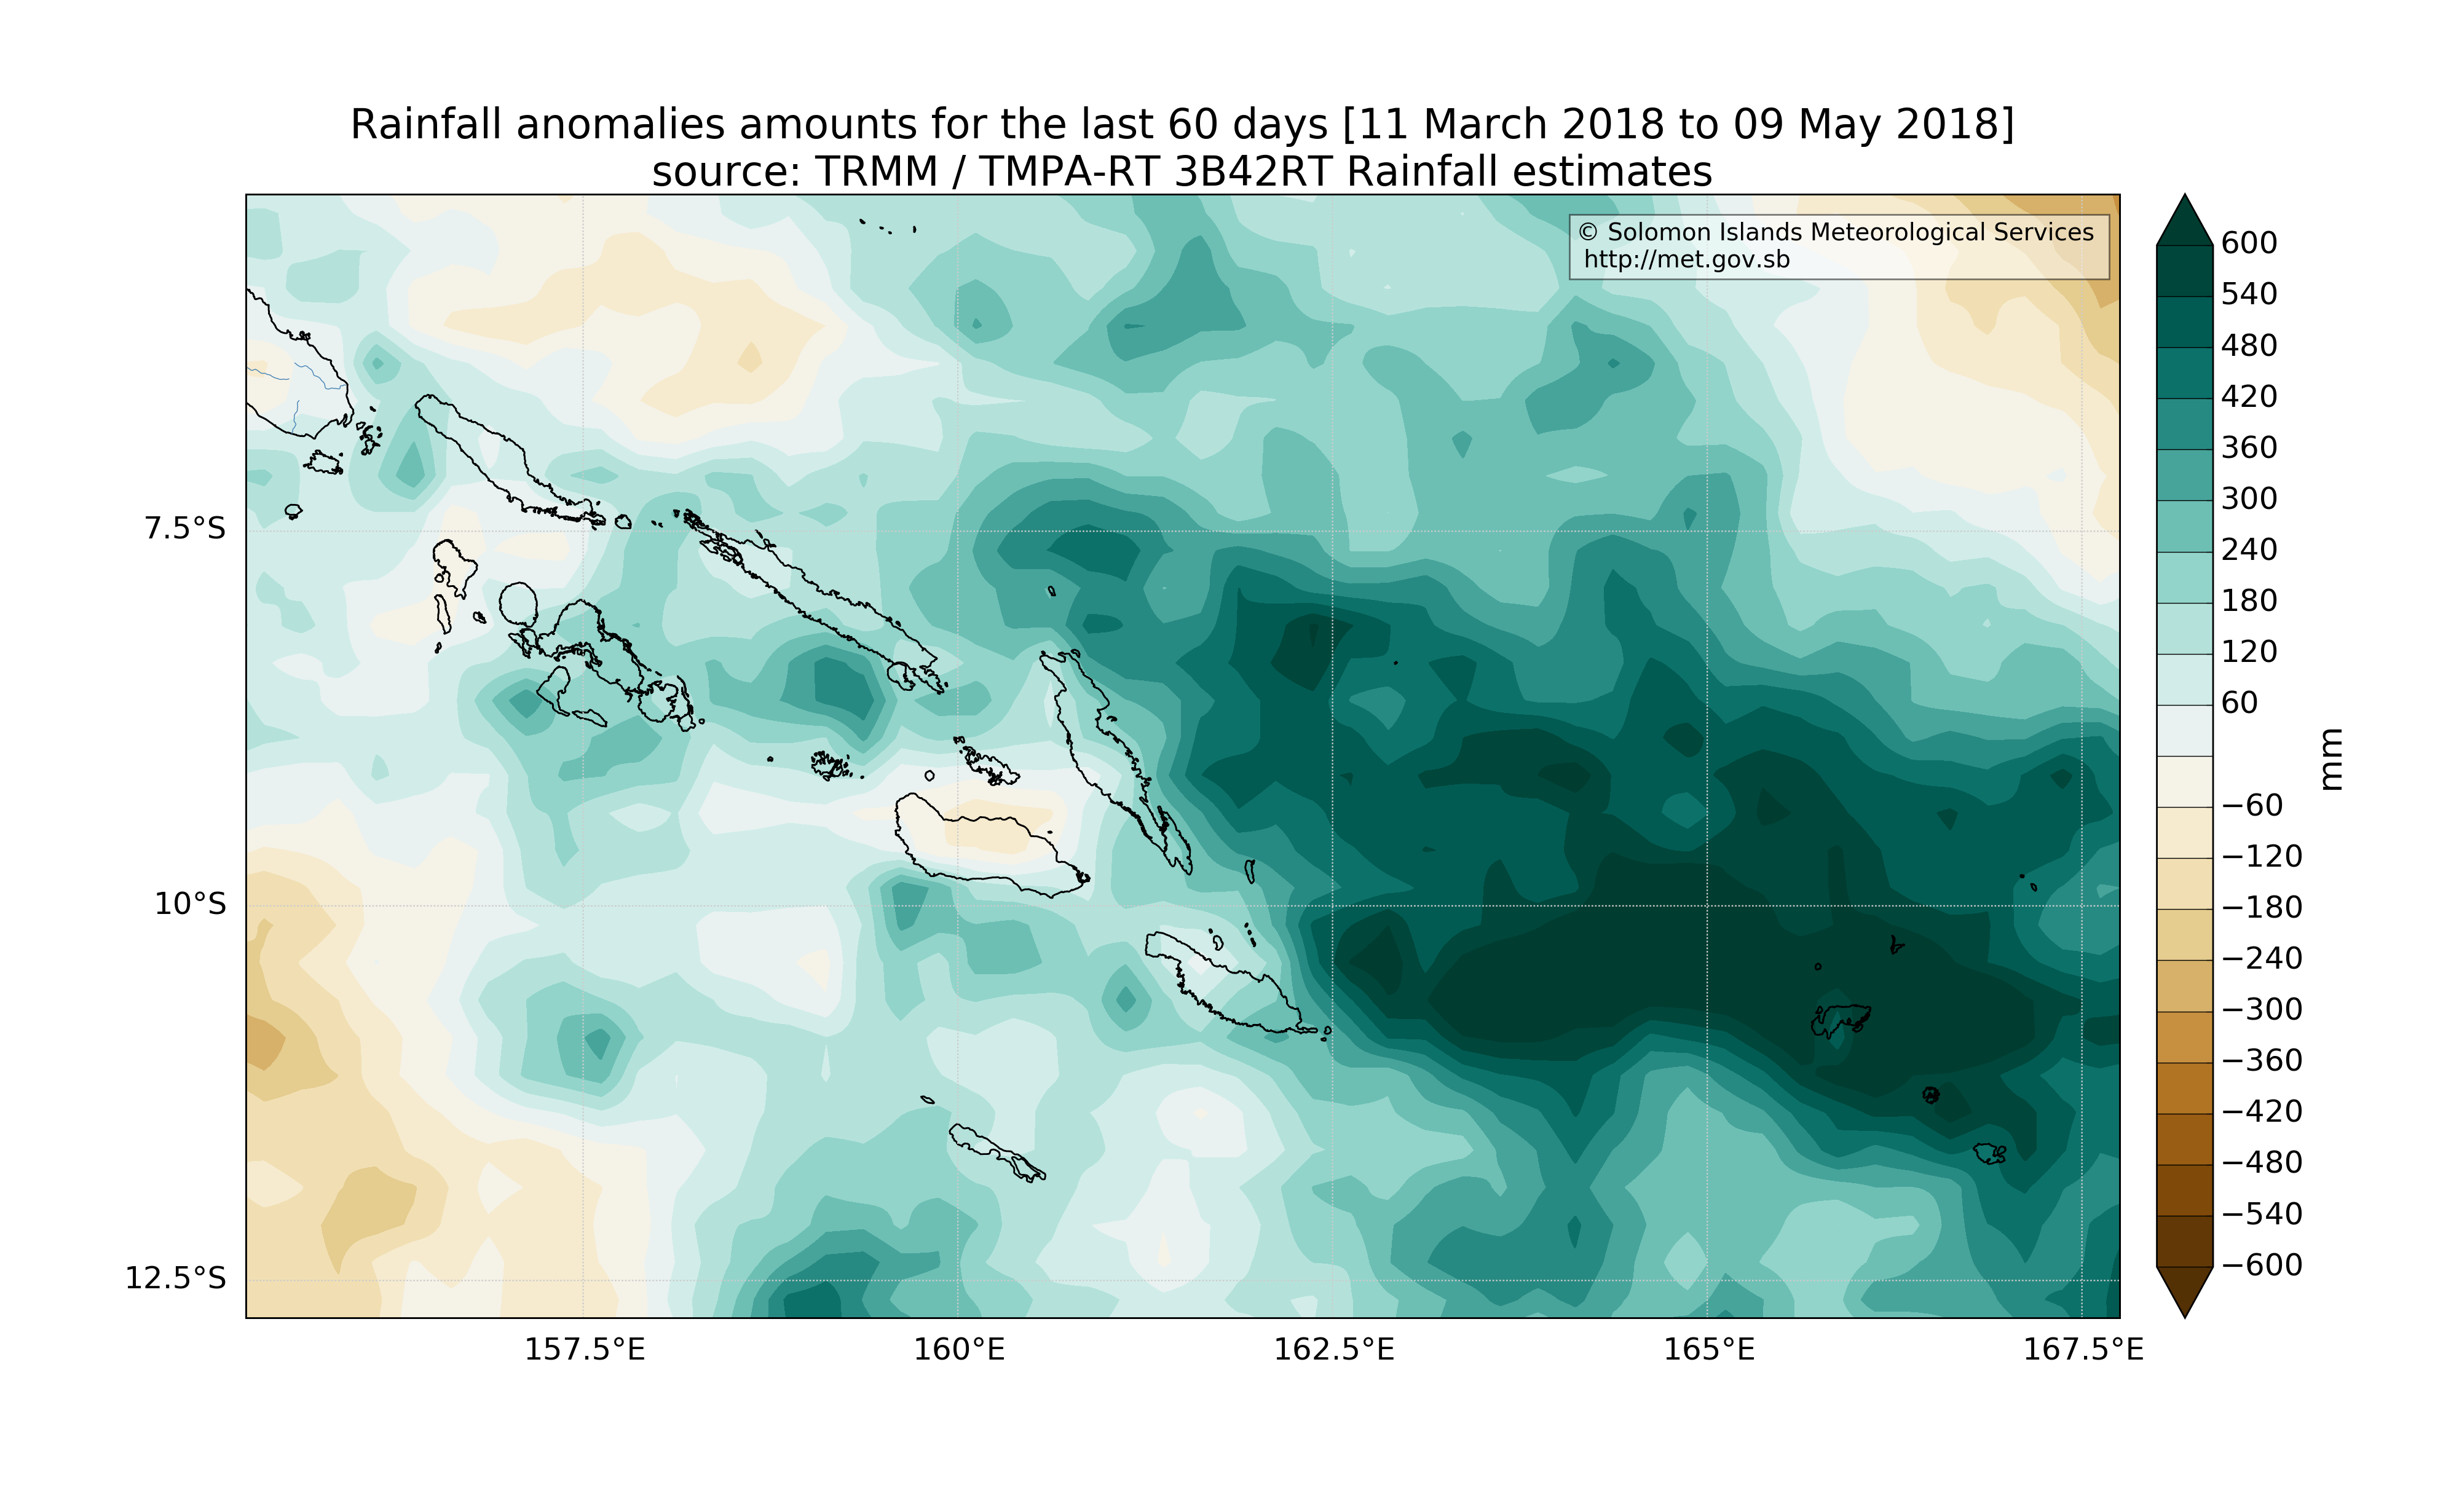 Rainfall anomalies amounts for the last 60 days [11 March 2018 to 09 May 2018]
source: TRMM / TMPA-RT 3B42RT Rainfall estimates
© Solomon Islands Meteorological Services
http://met.gov.sb
7.5°S
10°S
12.5°S
157.5°E
160°E
162.5°E
165°E
167.5°E
600
540
480
420
360
300
240
180
120
60
−60
−120
−180
−240
−300
−360
−420
−480
−540
−600
mm